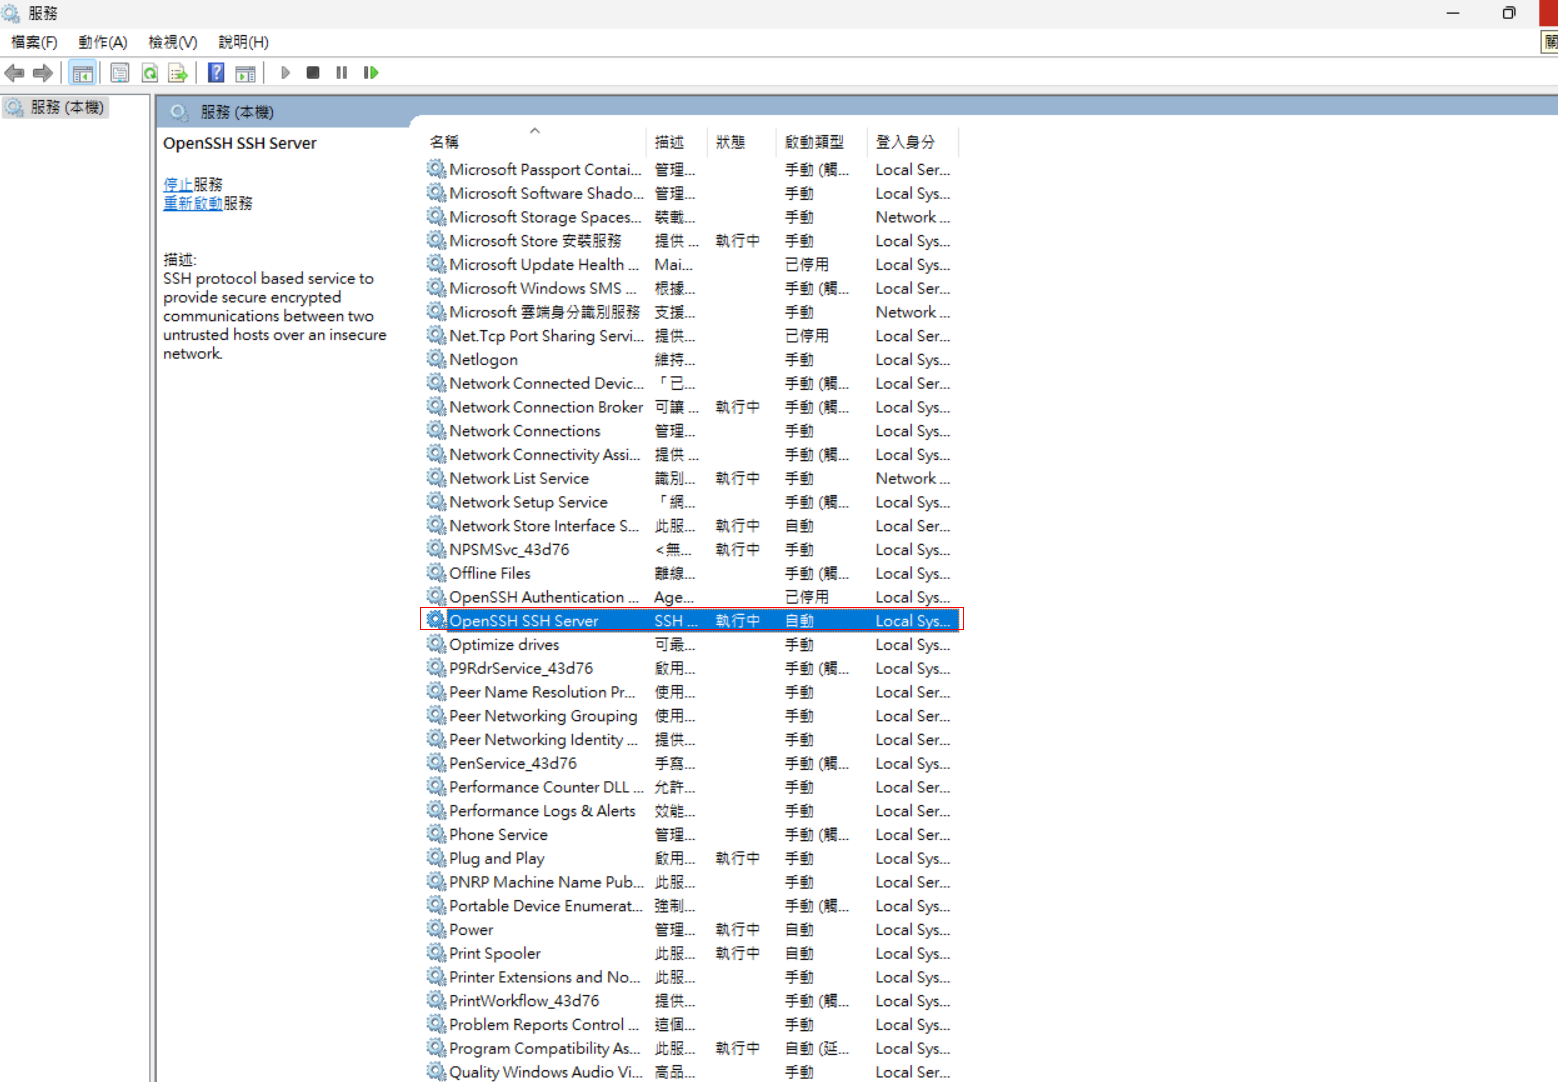 服務
檔案(F) 動作(A) 檢視(V) 說明(H)
服務 (本機)
服務 (本機)
OpenSSH SSH Server
停止服務
重新啟動服務
描述:
SSH protocol based service to
provide secure encrypted
communications between two
untrusted hosts over an insecure
network.
名稱 描述 狀態 啟動類型 登入身分
Microsoft Passport Contai... 管理... 手動 (觸... Local Ser...
Microsoft Software Shado... 管理... 手動 Local Sys...
Microsoft Storage Spaces... 裝載... 手動 Network ...
Microsoft Store 安裝服務 提供 ... 執行中 手動 Local Sys...
Microsoft Update Health ... Mai... 已停用 Local Sys...
Microsoft Windows SMS ... 根據... 手動 (觸... Local Ser...
Microsoft 雲端身分識別服務 支援... 手動 Network ...
Net.Tcp Port Sharing Servi... 提供... 已停用 Local Ser...
Netlogon 維持... 手動 Local Sys...
Network Connected Devic... 「已... 手動 (觸... Local Ser...
Network Connection Broker 可讓 ... 執行中 手動 (觸... Local Sys...
Network Connections 管理... 手動 Local Sys...
Network Connectivity Assi... 提供 ... 手動 (觸... Local Sys...
Network List Service 識別... 執行中 手動 Network ...
Network Setup Service 「網... 手動 (觸... Local Sys...
Network Store Interface S... 此服... 執行中 自動 Local Ser...
NPSMSvc_43d76 <無... 執行中 手動 Local Sys...
Offline Files 離線... 手動 (觸... Local Sys...
OpenSSH Authentication ... Age... 已停用 Local Sys...
OpenSSH SSH Server SSH ... 執行中 自動 Local Sys...
Optimize drives 可最... 手動 Local Sys...
P9RdrService_43d76 啟用... 手動 (觸... Local Sys...
Peer Name Resolution Pr... 使用... 手動 Local Ser...
Peer Networking Grouping 使用... 手動 Local Ser...
Peer Networking Identity ... 提供... 手動 Local Ser...
PenService_43d76 手寫... 手動 (觸... Local Sys...
Performance Counter DLL ... 允許... 手動 Local Ser...
Performance Logs & Alerts 效能... 手動 Local Ser...
Phone Service 管理... 手動 (觸... Local Ser...
Plug and Play 啟用... 執行中 手動 Local Sys...
PNRP Machine Name Pub... 此服... 手動 Local Ser...
Portable Device Enumerat... 強制... 手動 (觸... Local Sys...
Power 管理... 執行中 自動 Local Sys...
Print Spooler 此服... 執行中 自動 Local Sys...
Printer Extensions and No... 此服... 手動 Local Sys...
PrintWorkflow_43d76 提供... 手動 (觸... Local Sys...
Problem Reports Control ... 這個... 手動 Local Sys...
Program Compatibility As... 此服... 執行中 自動 (延... Local Sys...
Quality Windows Audio Vi... 高品... 手動 Local Ser...